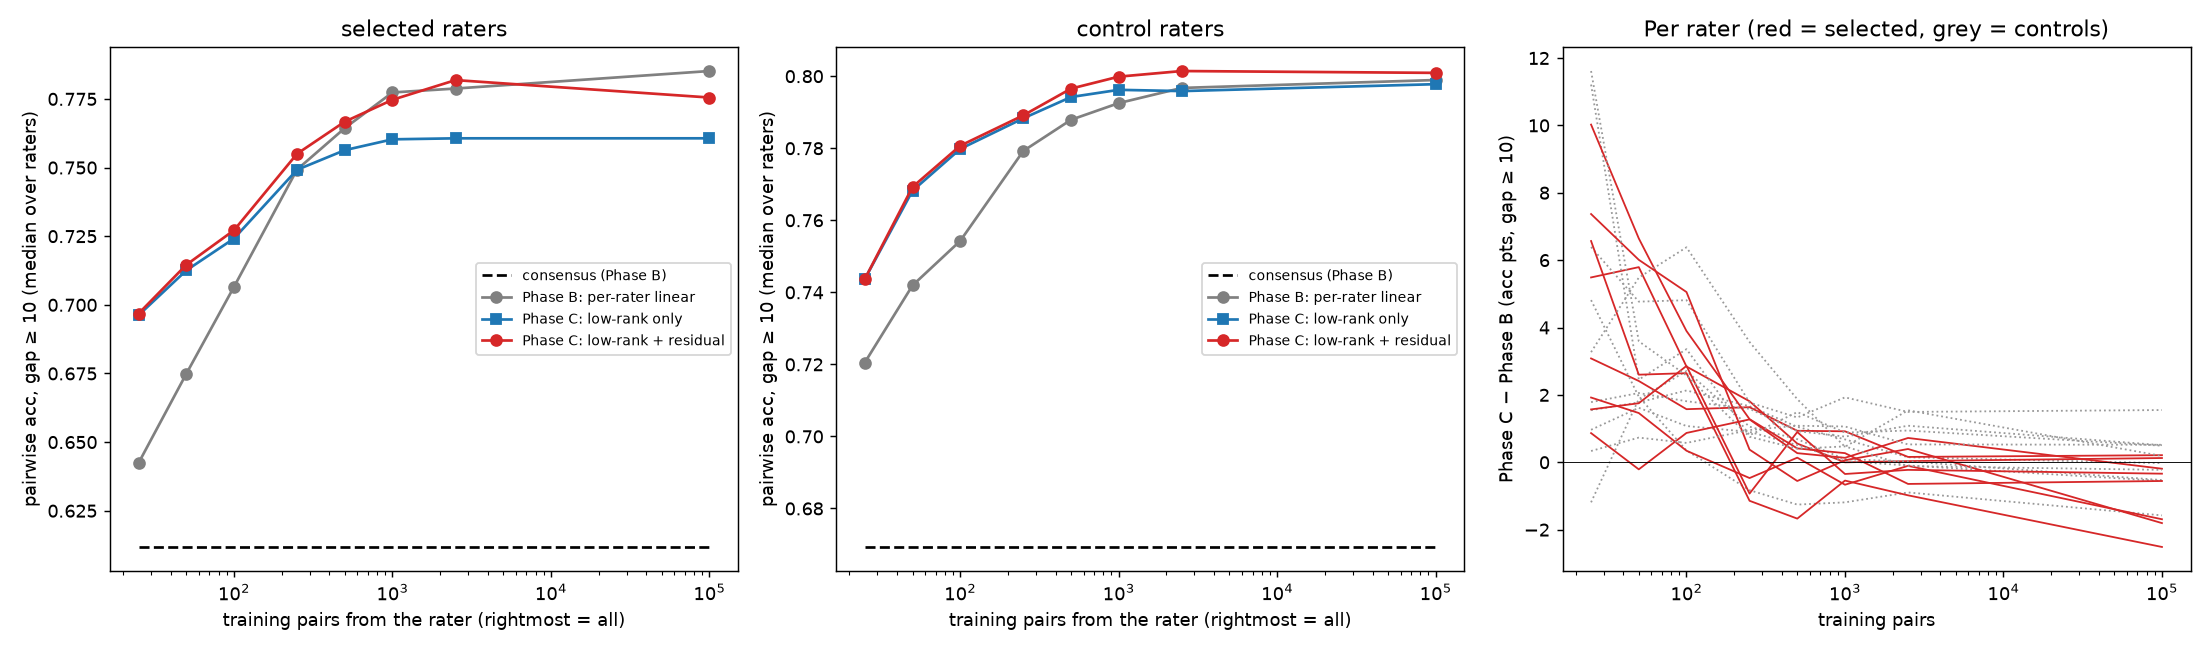 selected raters
pairwise acc, gap ≥ 10 (median over raters)
0.775
0.750
0.725
0.700
0.675
0.650
0.625
consensus (Phase B)
Phase B: per-rater linear
Phase C: low-rank only
Phase C: low-rank + residual
10²
10³
10⁴
10⁵
training pairs from the rater (rightmost = all)
control raters
pairwise acc, gap ≥ 10 (median over raters)
0.80
0.78
0.76
0.74
0.72
0.70
0.68
consensus (Phase B)
Phase B: per-rater linear
Phase C: low-rank only
Phase C: low-rank + residual
10²
10³
10⁴
10⁵
training pairs from the rater (rightmost = all)
Per rater (red = selected, grey = controls)
Phase C − Phase B (acc pts, gap ≥ 10)
12
10
8
6
4
2
0
−2
10²
10³
10⁴
10⁵
training pairs